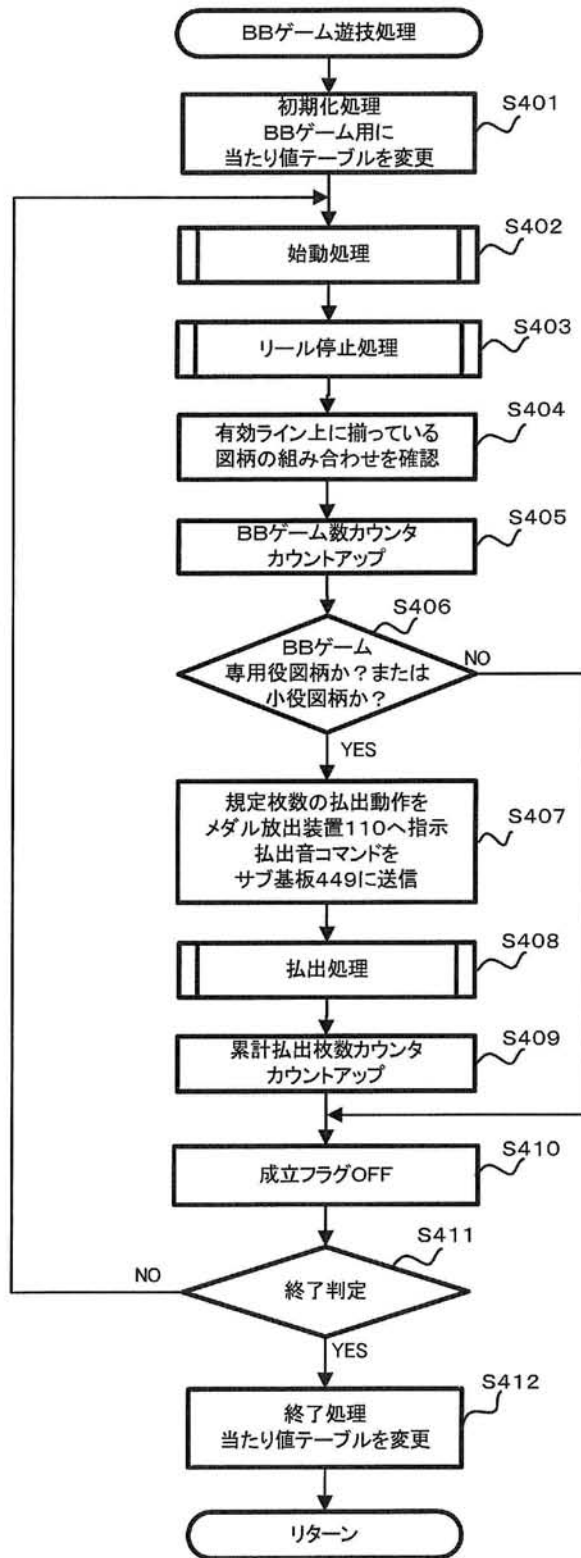 BBゲーム遊技処理
初期化処理
BBゲーム用に
当たり値テーブルを変更
S401
始動処理
S402
リール停止処理
S403
有効ライン上に揃っている
図柄の組み合わせを確認
S404
BBゲーム数カウンタ
カウントアップ
S405
S406
BBゲーム
専用役図柄か？または
小役図柄か？
NO
YES
規定枚数の払出動作を
メダル放出装置110へ指示
払出音コマンドを
サブ基板449に送信
S407
払出処理
S408
累計払出枚数カウンタ
カウントアップ
S409
成立フラグOFF
S410
S411
NO
終了判定
YES
終了処理
当たり値テーブルを変更
S412
リターン